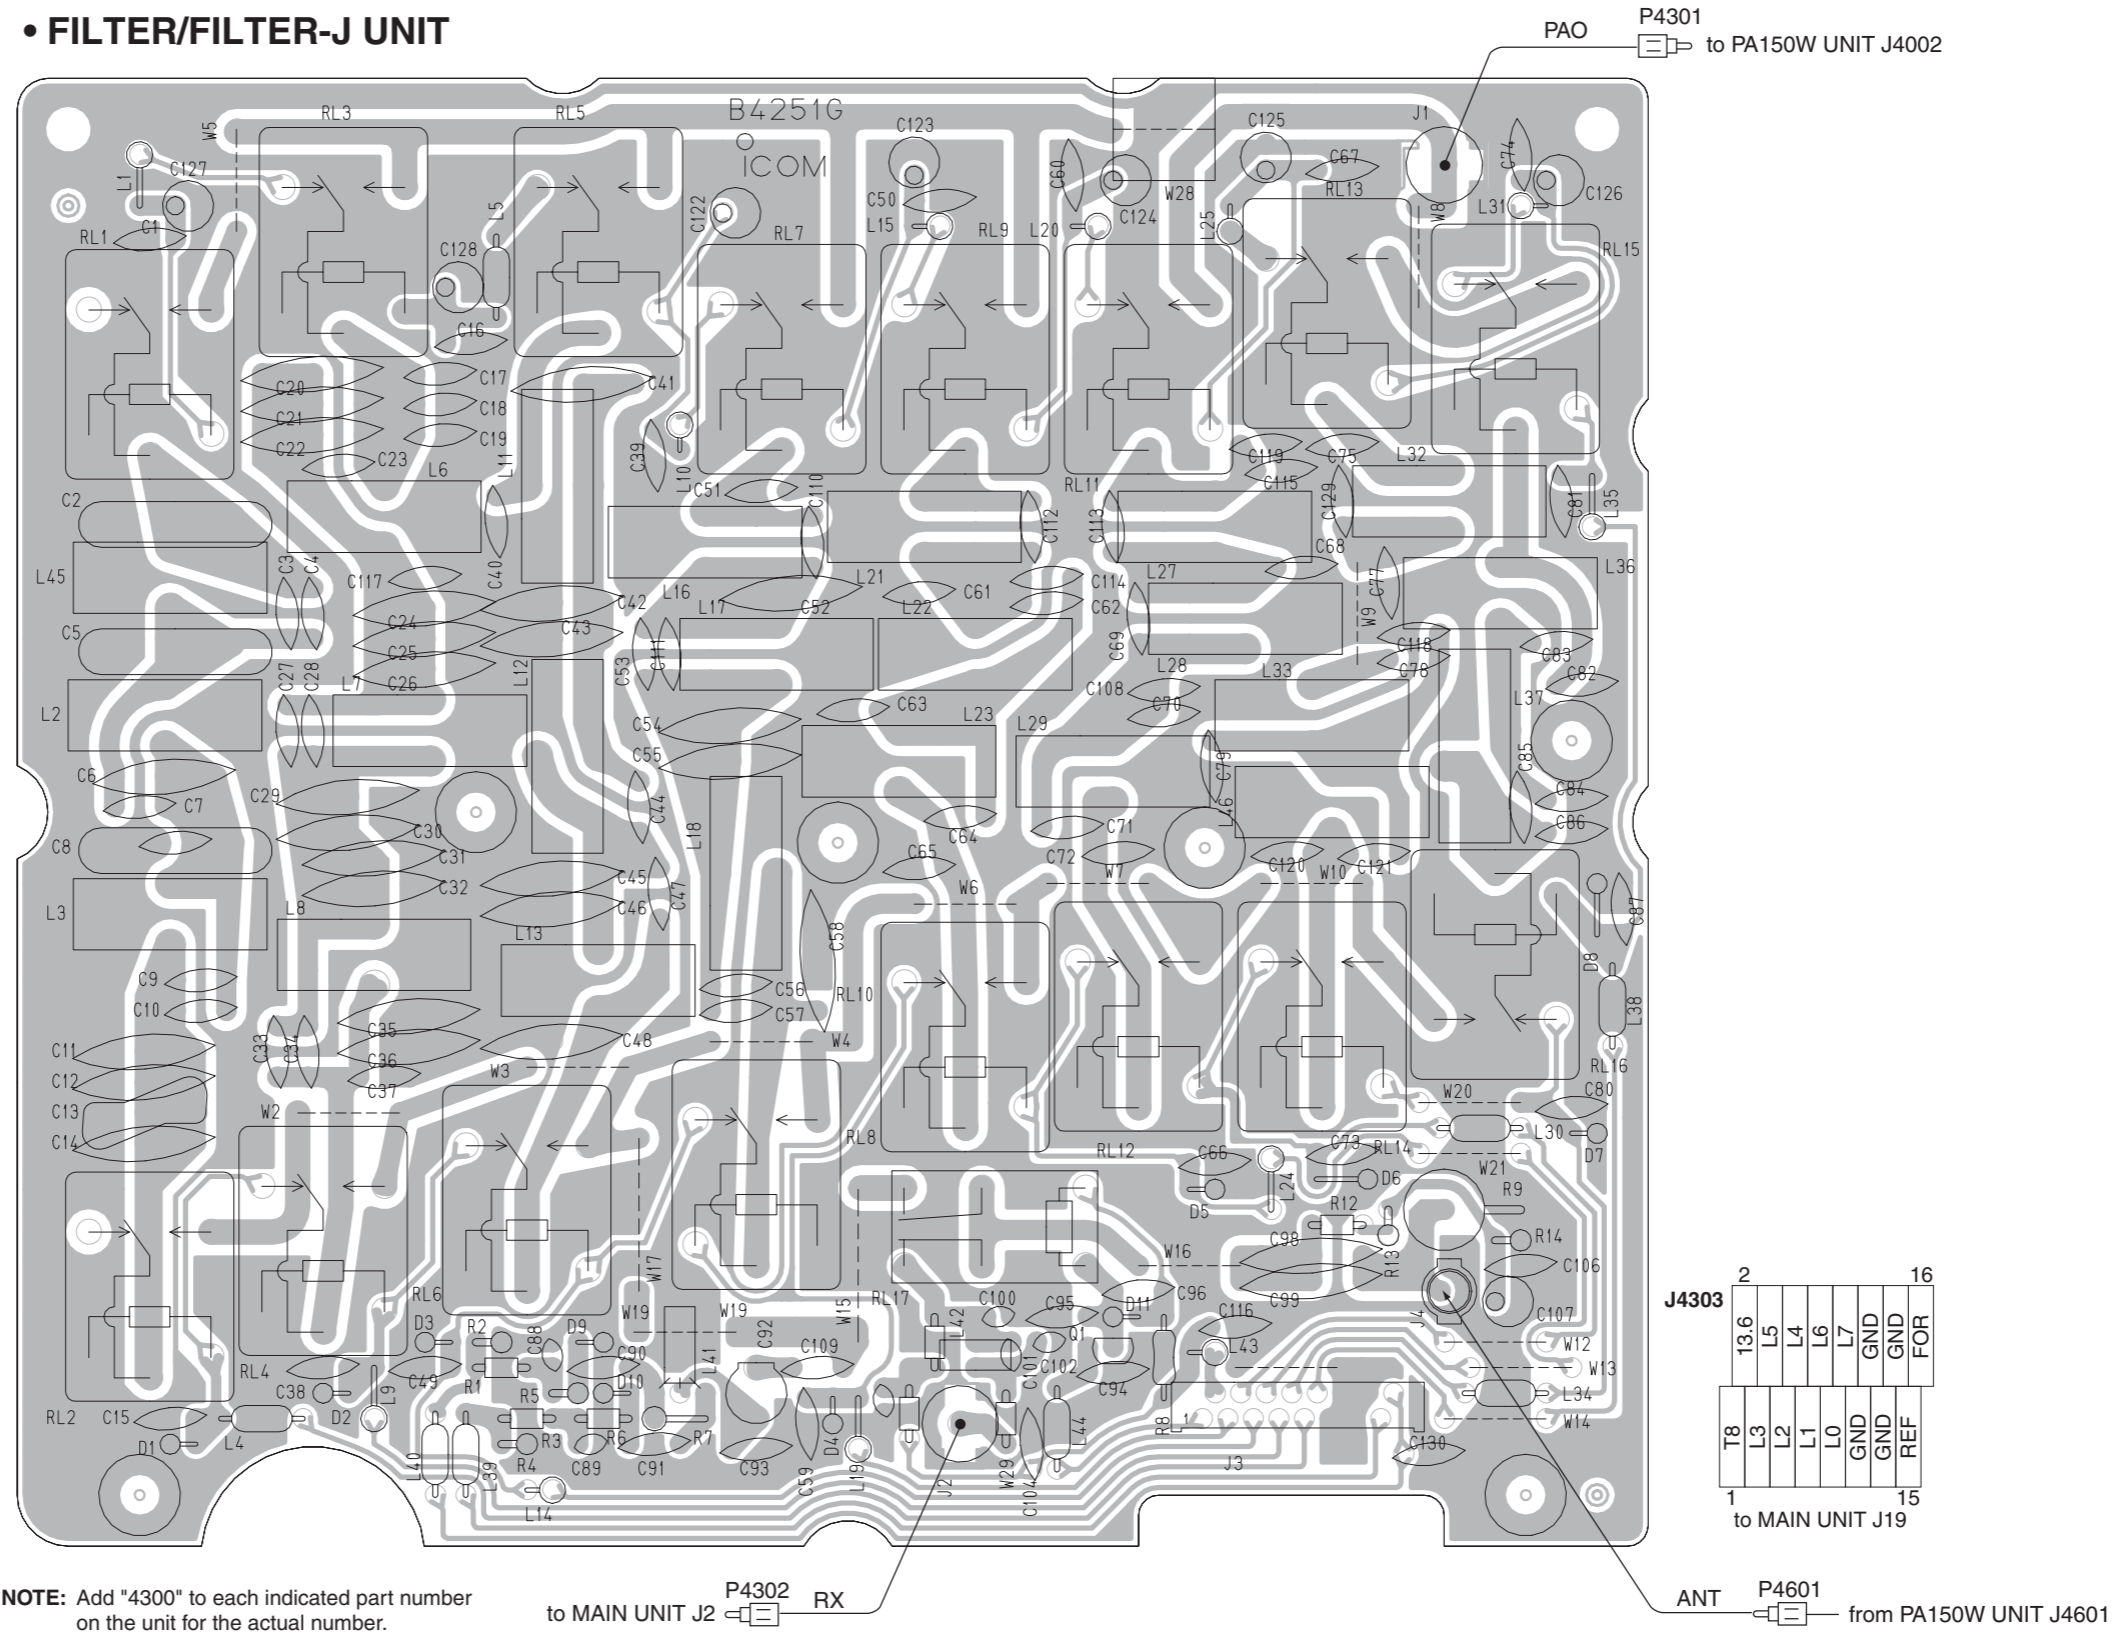 • FILTER/FILTER-J UNIT
P4301
PAO
to PA150W UNIT J4002
B4251G
ICOM
RL3
RL5
C123
C125
J1
W5
C127
L1
C1
RL1
C128
L5
C16
C122
C50
L15
RL7
RL9
L20
C60
C124
W28
L25
C67
RL13
W8
C74
L31
C126
RL15
C20
C17
C21
C18
C22
C19
C23
L6
L11
C41
C39
L10
C51
C110
C112
RL11
C113
C119
C75
C115
L32
C129
C81
L35
C2
L45
C3
C4
C117
C40
C42
L16
L17
C52
L21
C61
L22
C114
C62
L27
C68
C77
L36
W9
C5
C24
C25
C43
C26
L12
C53
C111
C69
C118
C78
C83
C82
L2
C27
C28
L7
C54
C63
L23
L29
C108
L28
C70
L33
L37
C55
C79
C85
C6
C7
C29
C30
C44
L18
C64
C71
L46
C84
C86
C8
C31
C32
C45
C46
C47
C65
C72
W7
C120
W10
C121
L3
L8
L13
C58
W6
C87
C9
C10
C56
C57
RL10
D8
L38
C11
C12
C13
C14
C33
C34
C35
C36
C37
C48
W4
W3
W2
RL16
W20
C80
RL8
RL12
C66
C73
RL14
L30
D7
W21
D5
L24
D6
R12
R9
R14
R13
C98
C99
C106
C107
W17
W16
RL6
RL17
W15
C100
C95
D11
C96
C116
J4
W12
D3
R2
C88
D9
W19
W19
C92
L42
Q1
L43
W13
RL4
C38
C49
L9
R1
C90
D10
L41
C109
C101
C102
C94
L34
W14
RL2
C15
D2
R5
R6
R7
D4
L44
R8
1
D1
L4
L40
L39
R3
R4
C89
C91
C93
C59
L19
J2
W29
C104
J3
C130
L14
2 16
J4303
13.6 L5 L4 L6 L7 GND GND FOR
T8 L3 L2 L1 L0 GND GND REF
1 15
to MAIN UNIT J19
NOTE: Add "4300" to each indicated part number
on the unit for the actual number.
P4302
to MAIN UNIT J2
RX
ANT
P4601
from PA150W UNIT J4601